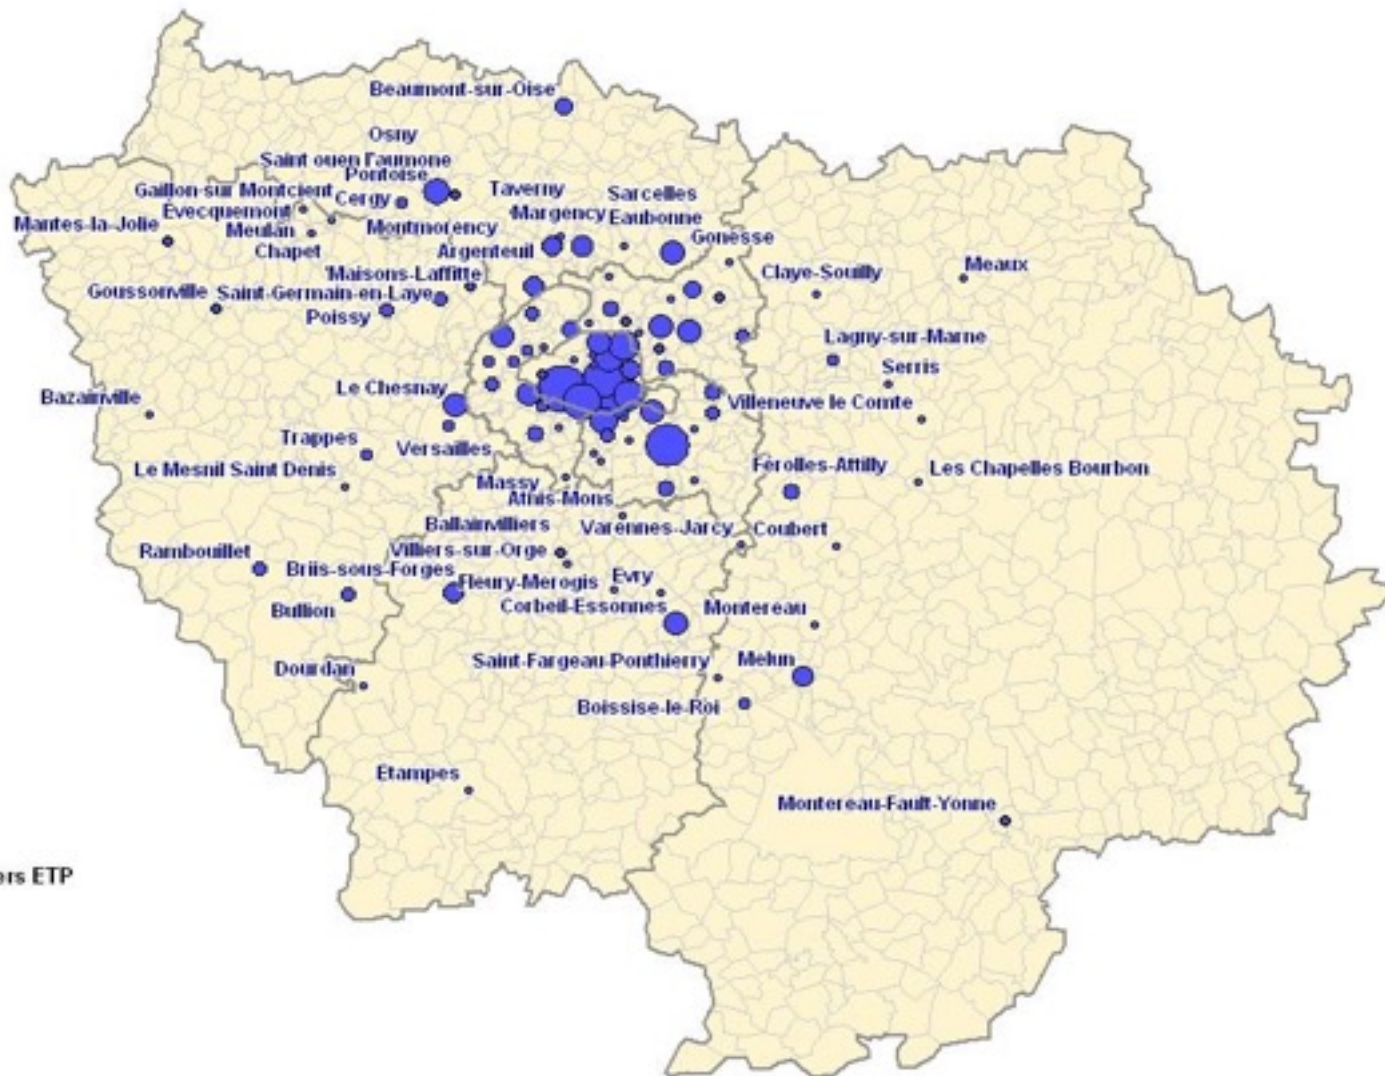 Beaumont-sur-Oise
Osny
Saint ouen l'aumone
Pontoise
Gaillon sur Montcient
Cergy
Taverny
Sarcelles
Evecquemont
Margency
Eaubonne
Mantes-la-Jolie
Meulan
Montmorency
Gonesse
Chapet
Argenteuil
Maisons-Laffitte
Claye-Souilly
Meaux
Goussonville
Saint-Germain-en-Laye
Poissy
Lagny-sur-Marne
Serris
Le Chesnay
Bazainville
Villeneuve le Comte
Trappes
Versailles
Le Mesnil Saint Denis
Ferolles-Attilly
Les Chapelles Bourbon
Massy
Athis-Mons
Ballainvilliers
Varennes-Jarcy
Coubert
Rambouillet
Villiers-sur-Orge
Briis-sous-Forges
Fleury-Merogis
Evry
Bullion
Corbeil-Essonnes
Montereau
Dourdan
Saint-Fargeau-Ponthierry
Melun
Boissise-le-Roi
Etampes
Montereau-Fault-Yonne
ers ETP